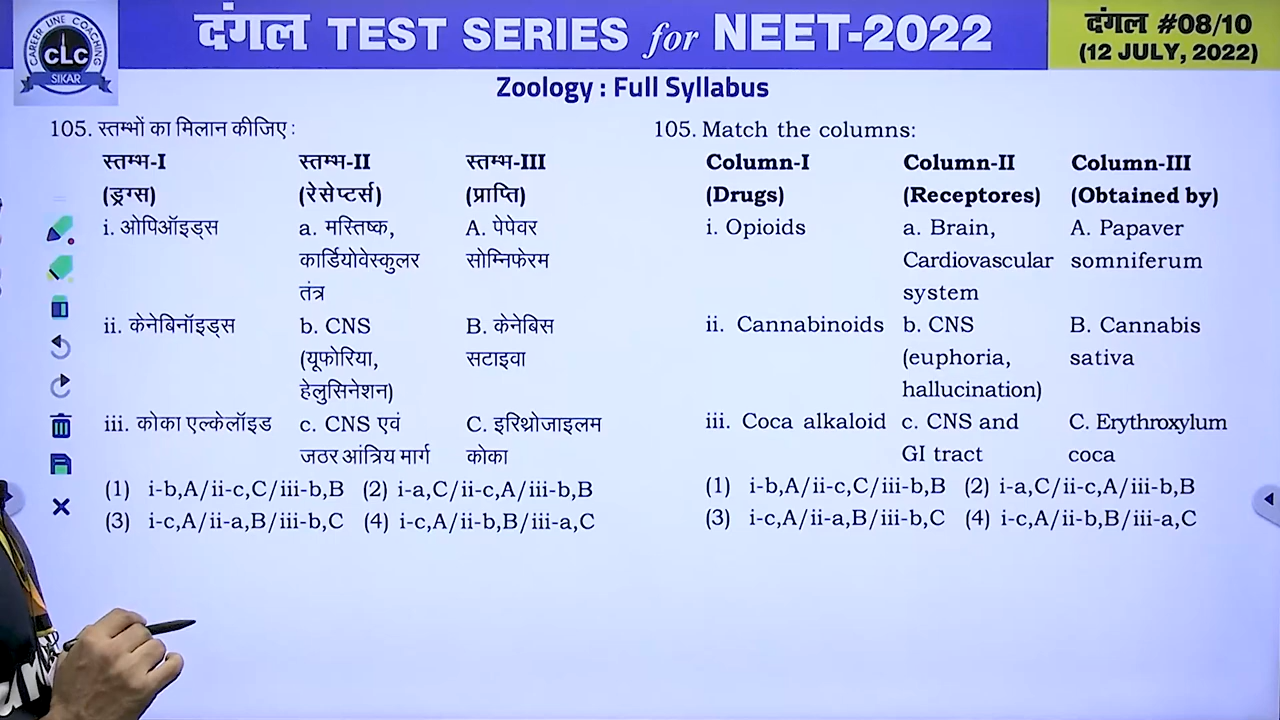 दंगल TEST SERIES for NEET-2022
दंगल #08/10
(12 JULY, 2022)
CAREER LINE COACHING
CLC
SIKAR
Zoology : Full Syllabus
105. स्तम्भों का मिलान कीजिए :
स्तम्भ-I स्तम्भ-II स्तम्भ-III
(ड्रग्स) (रेसेप्टर्स) (प्राप्ति)
i. ओपिऑइड्स a. मस्तिष्क, A. पेपेवर
कार्डियोवेस्कुलर सोम्निफेरम
तंत्र
ii. केनेबिनॉइड्स b. CNS B. केनेबिस
(यूफोरिया, सटाइवा
हेलुसिनेशन)
iii. कोका एल्केलॉइड c. CNS एवं C. इरिथ्रोजाइलम
जठर आंत्रिय मार्ग कोका
(1) i-b,A/ii-c,C/iii-b,B (2) i-a,C/ii-c,A/iii-b,B
(3) i-c,A/ii-a,B/iii-b,C (4) i-c,A/ii-b,B/iii-a,C
105. Match the columns:
Column-I Column-II Column-III
(Drugs) (Receptores) (Obtained by)
i. Opioids a. Brain, A. Papaver
Cardiovascular somniferum
system
ii. Cannabinoids b. CNS B. Cannabis
(euphoria, sativa
hallucination)
iii. Coca alkaloid c. CNS and C. Erythroxylum
GI tract coca
(1) i-b,A/ii-c,C/iii-b,B (2) i-a,C/ii-c,A/iii-b,B
(3) i-c,A/ii-a,B/iii-b,C (4) i-c,A/ii-b,B/iii-a,C